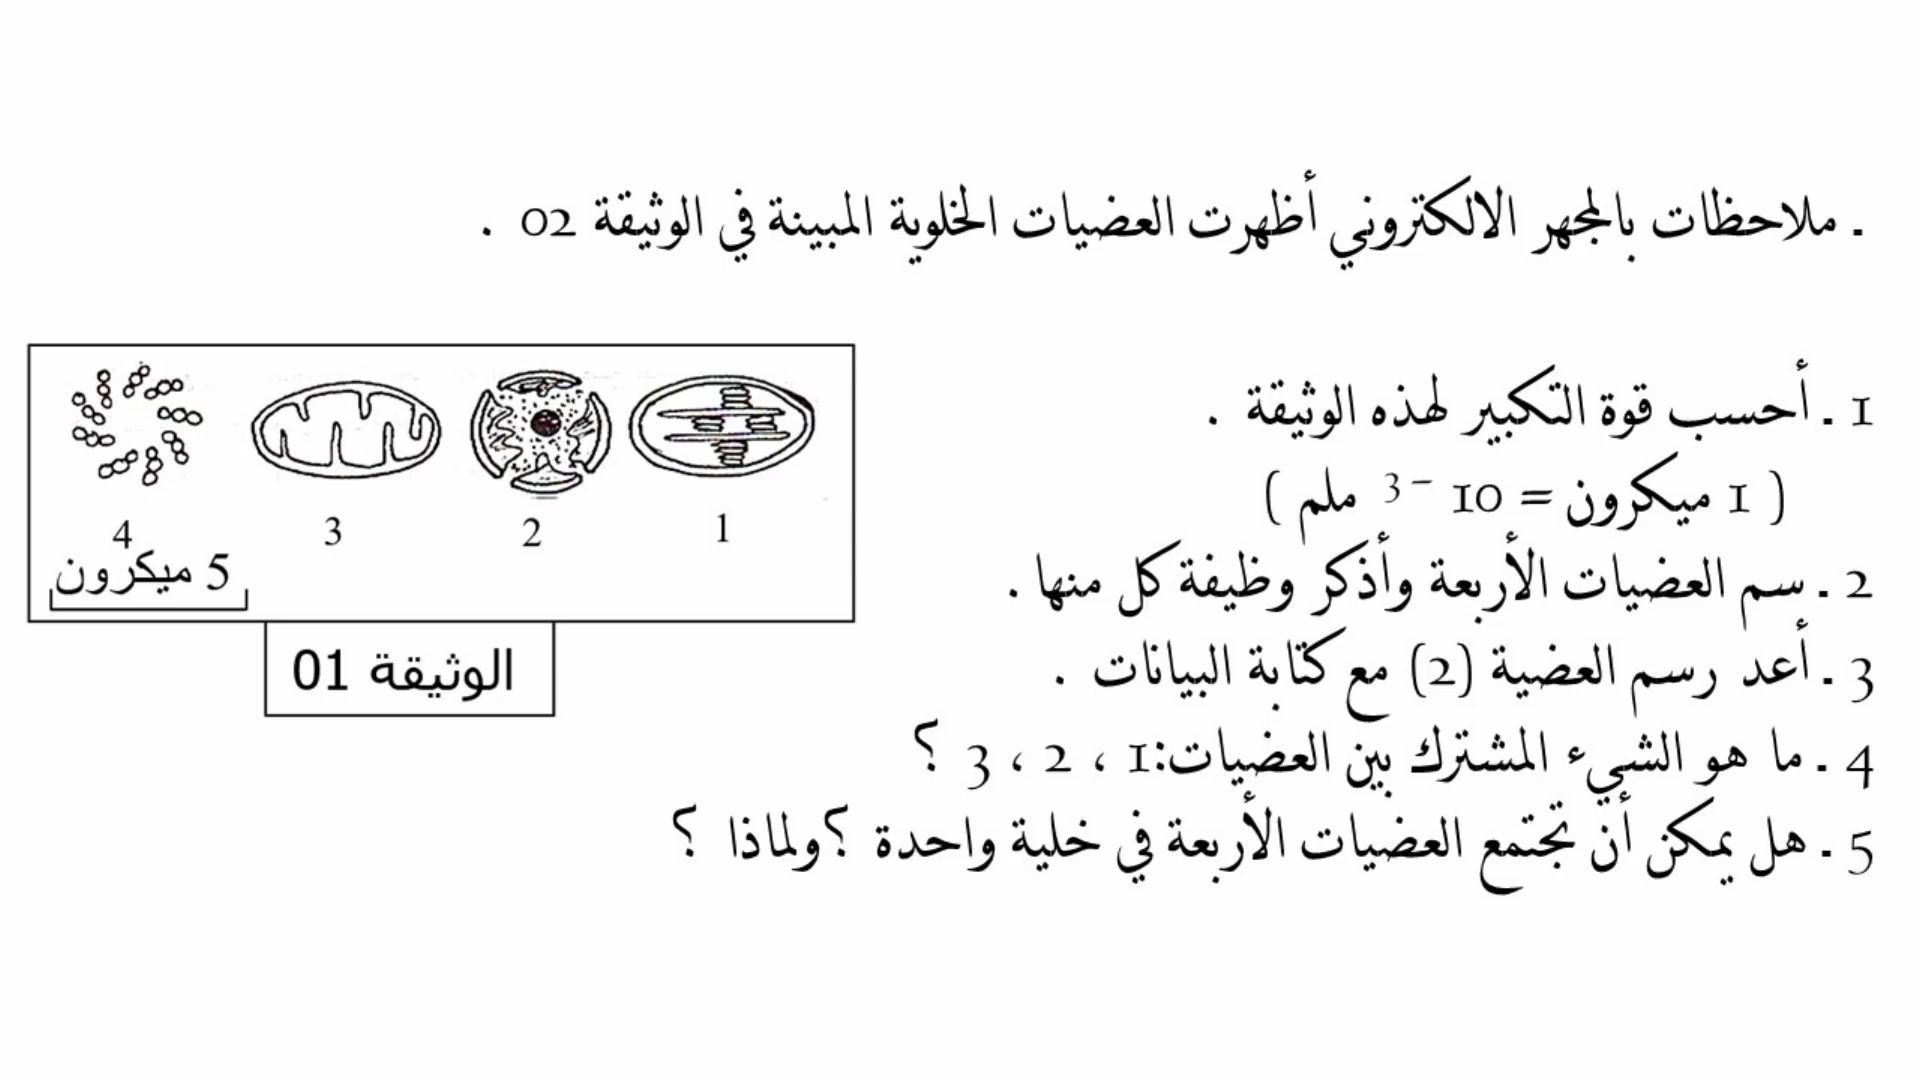 . ملاحظات بالمجهر الالكتروني أظهرت العضيات الخلوية المبينة في الوثيقة 02 .
1 . أحسب قوة التكبير لهذه الوثيقة .
( 1 ميكرون = 10 ⁻³ ملم )
2 . سم العضيات الأربعة وأذكر وظيفة كل منها .
3 . أعد رسم العضية (2) مع كتابة البيانات .
4 . ما هو الشيء المشترك بين العضيات:1 ، 2 ، 3 ؟
5 . هل يمكن أن تجتمع العضيات الأربعة في خلية واحدة ؟ولماذا ؟
1 2 3 4
5 ميكرون
الوثيقة 01